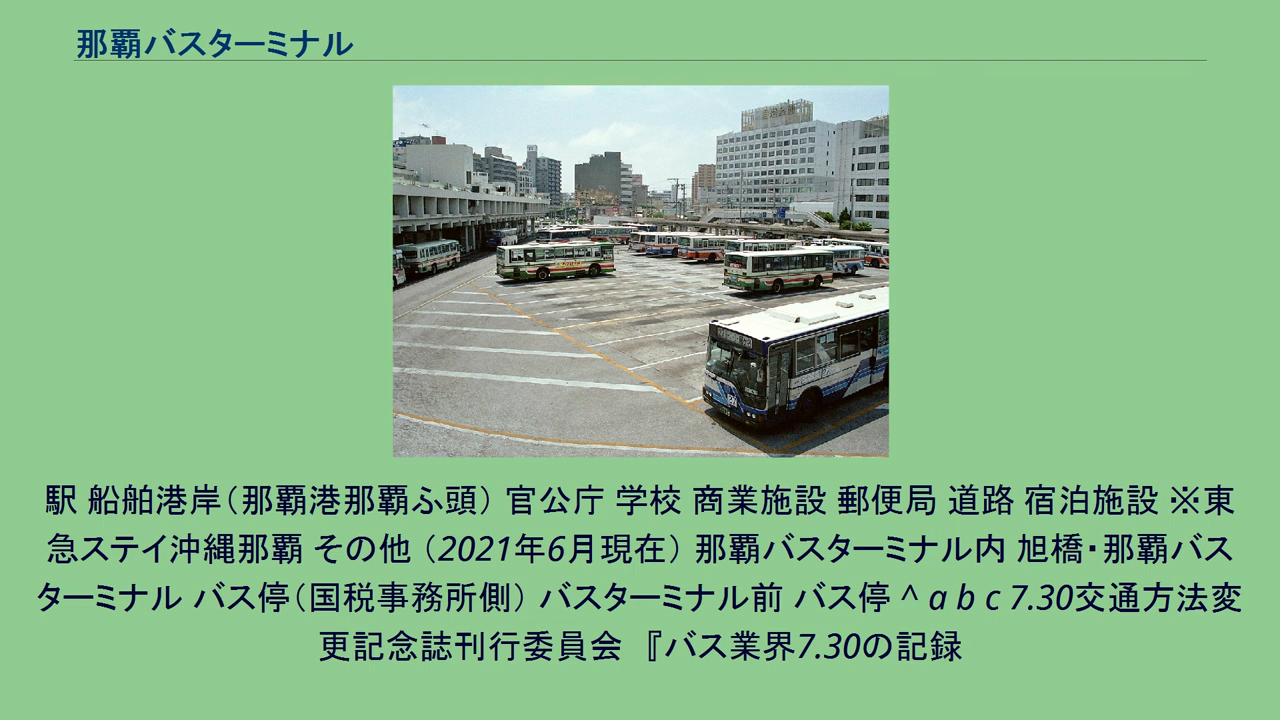 那覇バスターミナル
駅 船舶港岸（那覇港那覇ふ頭） 官公庁 学校 商業施設 郵便局 道路 宿泊施設 ※東
急ステイ沖縄那覇 その他 （2021年6月現在） 那覇バスターミナル内 旭橋・那覇バス
ターミナル バス停（国税事務所側） バスターミナル前 バス停 ^ a b c 7.30交通方法変
更記念誌刊行委員会 『バス業界7.30の記録